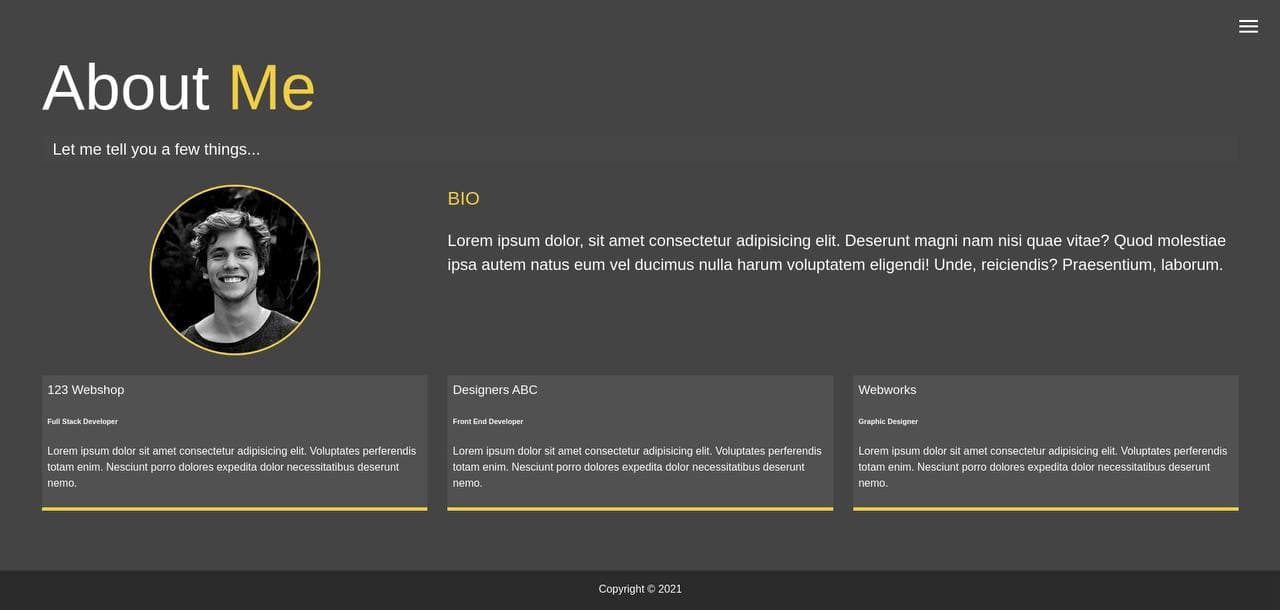 About Me
Let me tell you a few things...
BIO
Lorem ipsum dolor, sit amet consectetur adipisicing elit. Deserunt magni nam nisi quae vitae? Quod molestiae
ipsa autem natus eum vel ducimus nulla harum voluptatem eligendi! Unde, reiciendis? Praesentium, laborum.
123 Webshop
Full Stack Developer
Lorem ipsum dolor sit amet consectetur adipisicing elit. Voluptates perferendis
totam enim. Nesciunt porro dolores expedita dolor necessitatibus deserunt
nemo.
Designers ABC
Front End Developer
Lorem ipsum dolor sit amet consectetur adipisicing elit. Voluptates perferendis
totam enim. Nesciunt porro dolores expedita dolor necessitatibus deserunt
nemo.
Webworks
Graphic Designer
Lorem ipsum dolor sit amet consectetur adipisicing elit. Voluptates perferendis
totam enim. Nesciunt porro dolores expedita dolor necessitatibus deserunt
nemo.
Copyright © 2021